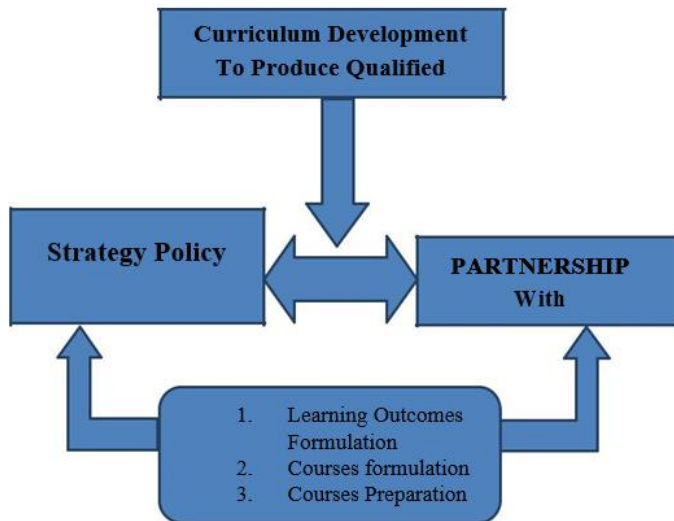 Curriculum Development
To Produce Qualified
Strategy Policy
PARTNERSHIP
With
1. Learning Outcomes
Formulation
2. Courses formulation
3. Courses Preparation